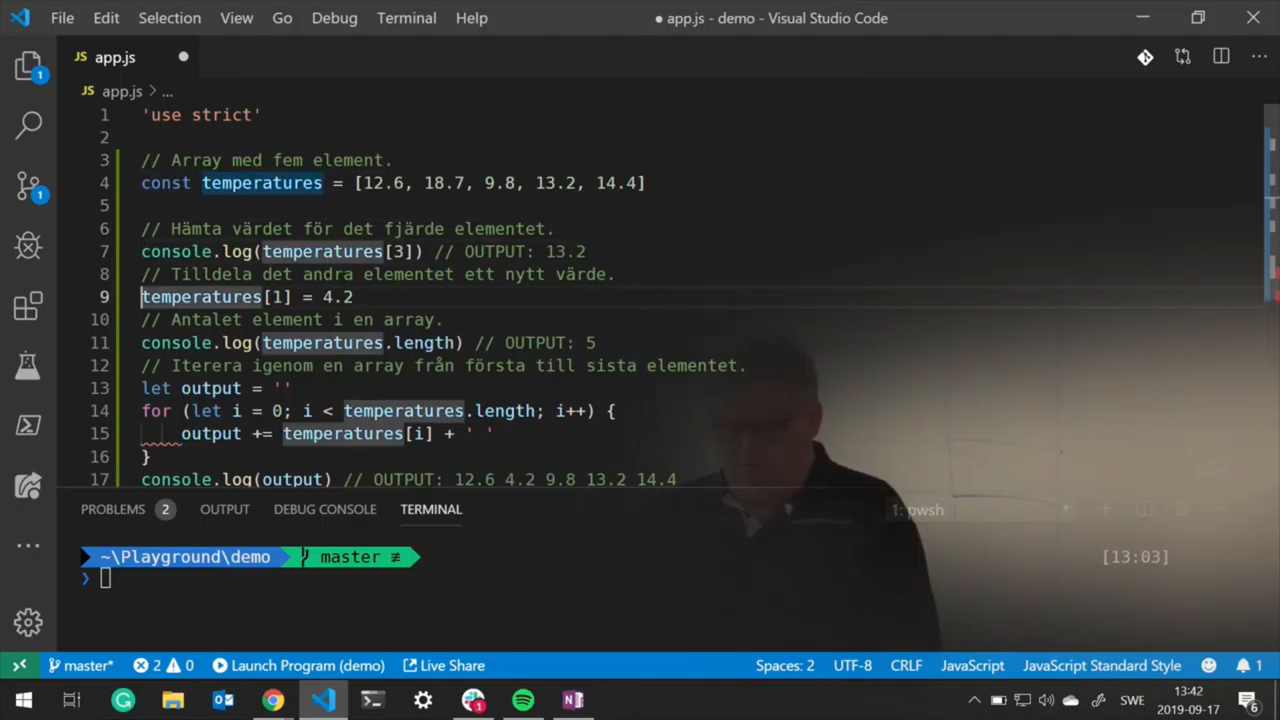 File Edit Selection View Go Debug Terminal Help
● app.js - demo - Visual Studio Code
JS app.js
1
JS app.js > ...
1 'use strict'
2
3 // Array med fem element.
4 const temperatures = [12.6, 18.7, 9.8, 13.2, 14.4]
5
6 // Hämta värdet för det fjärde elementet.
7 console.log(temperatures[3]) // OUTPUT: 13.2
8 // Tilldela det andra elementet ett nytt värde.
9 temperatures[1] = 4.2
10 // Antalet element i en array.
11 console.log(temperatures.length) // OUTPUT: 5
12 // Iterera igenom en array från första till sista elementet.
13 let output = ''
14 for (let i = 0; i < temperatures.length; i++) {
15 output += temperatures[i] + ' '
16 }
17 console.log(output) // OUTPUT: 12.6 4.2 9.8 13.2 14.4
1
PROBLEMS 2 OUTPUT DEBUG CONSOLE TERMINAL 1: pwsh
~\Playground\demo master ≢ [13:03]
❯
master* 2 0 Launch Program (demo) Live Share Spaces: 2 UTF-8 CRLF JavaScript JavaScript Standard Style 1
1 SWE 13:42
2019-09-17 6